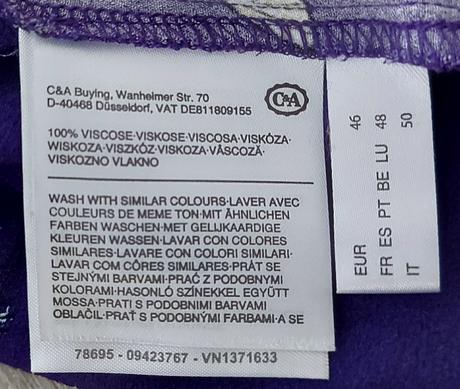 C&A Buying, Wanheimer Str. 70
D-40468 Düsseldorf, VAT DE811809155
C&A
100% VISCOSE·VISKOSE·VISCOSA·VISKÓZA·
WISKOZA·VISZKÓZ·VISKOZA·VÂSCOZĂ·
VISKOZNO VLAKNO
WASH WITH SIMILAR COLOURS·LAVER AVEC
COULEURS DE MEME TON·MIT ÄHNLICHEN
FARBEN WASCHEN·MET GELIJKAARDIGE
KLEUREN WASSEN·LAVAR CON COLORES
SIMILARES·LAVARE CON COLORI SIMILARI·
LAVAR COM CÔRES SIMILARES·PRÁT SE
STEJNÝMI BARVAMI·PRAĆ Z PODOBNYMI
KOLORAMI·HASONLÓ SZÍNEKKEL EGYÜTT
MOSSA·PRATI S PODOBNIMI BARVAMI
OBLAČIL·PRAŤ S PODOBNÝMI FARBAMI·A SE
78695 - 09423767 - VN1371633
EUR 46
FR ES PT BE LU 48
IT 50